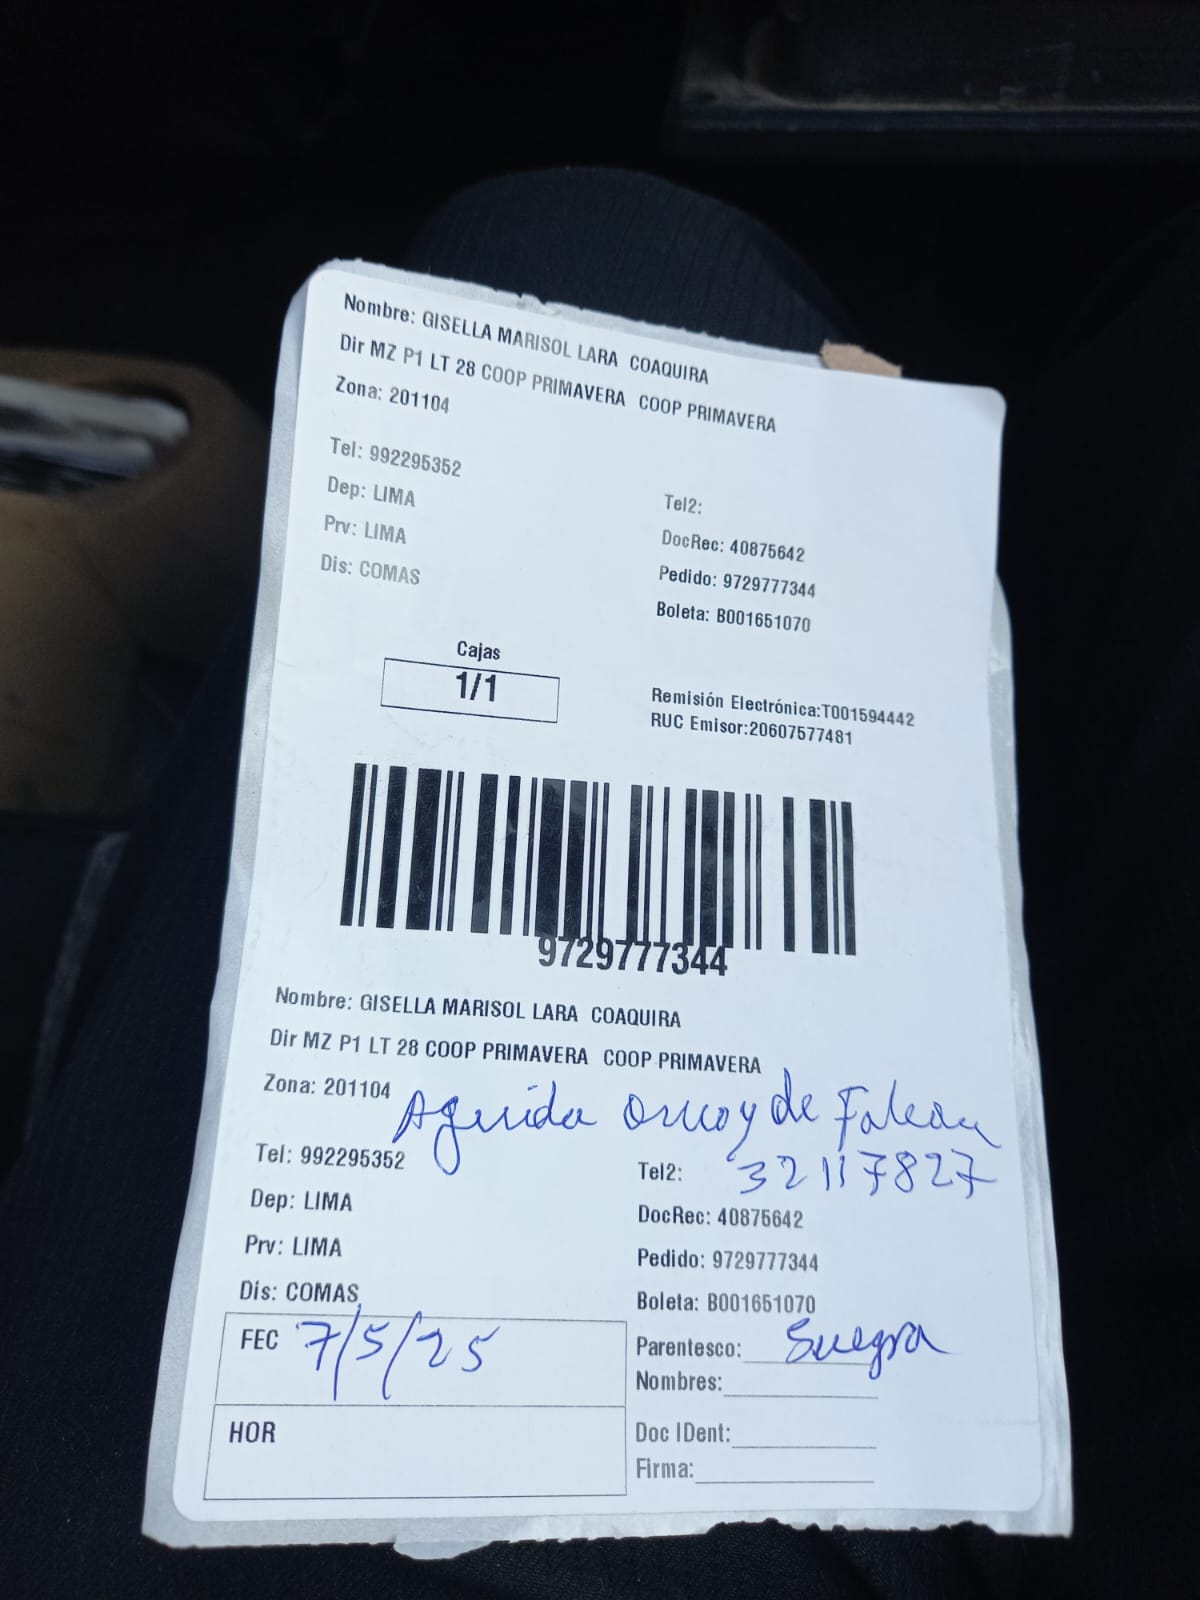 Nombre: GISELLA MARISOL LARA COAQUIRA
Dir MZ P1 LT 28 COOP PRIMAVERA COOP PRIMAVERA
Zona: 201104
Tel: 992295352
Tel2:
Dep: LIMA
DocRec: 40875642
Prv: LIMA
Pedido: 9729777344
Dis: COMAS
Boleta: B001651070
Cajas
1/1
Remisión Electrónica:T001594442
RUC Emisor:20607577481
9729777344
Nombre: GISELLA MARISOL LARA COAQUIRA
Dir MZ P1 LT 28 COOP PRIMAVERA COOP PRIMAVERA
Zona: 201104
de
Tel: 992295352
Tel2: 32117827
Dep: LIMA
DocRec: 40875642
Prv: LIMA
Pedido: 9729777344
Dis: COMAS
Boleta: B001651070
FEC 7/5/25
Parentesco: Suegra
Nombres:
HOR
Doc IDent:
Firma: